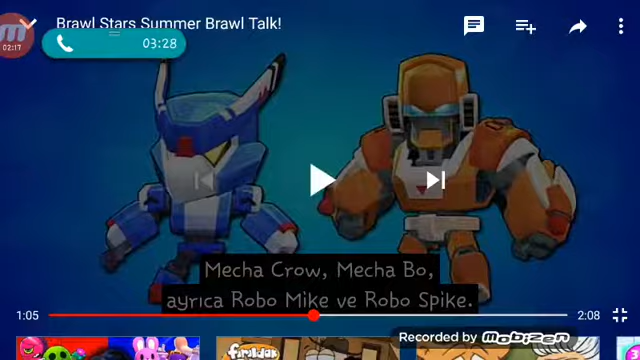 Brawl Stars Summer Brawl Talk!
02:17
03:28
Mecha Crow, Mecha Bo,
ayrıca Robo Mike ve Robo Spike.
1:05
2:08
Recorded by MOBIZEN
fırıldak